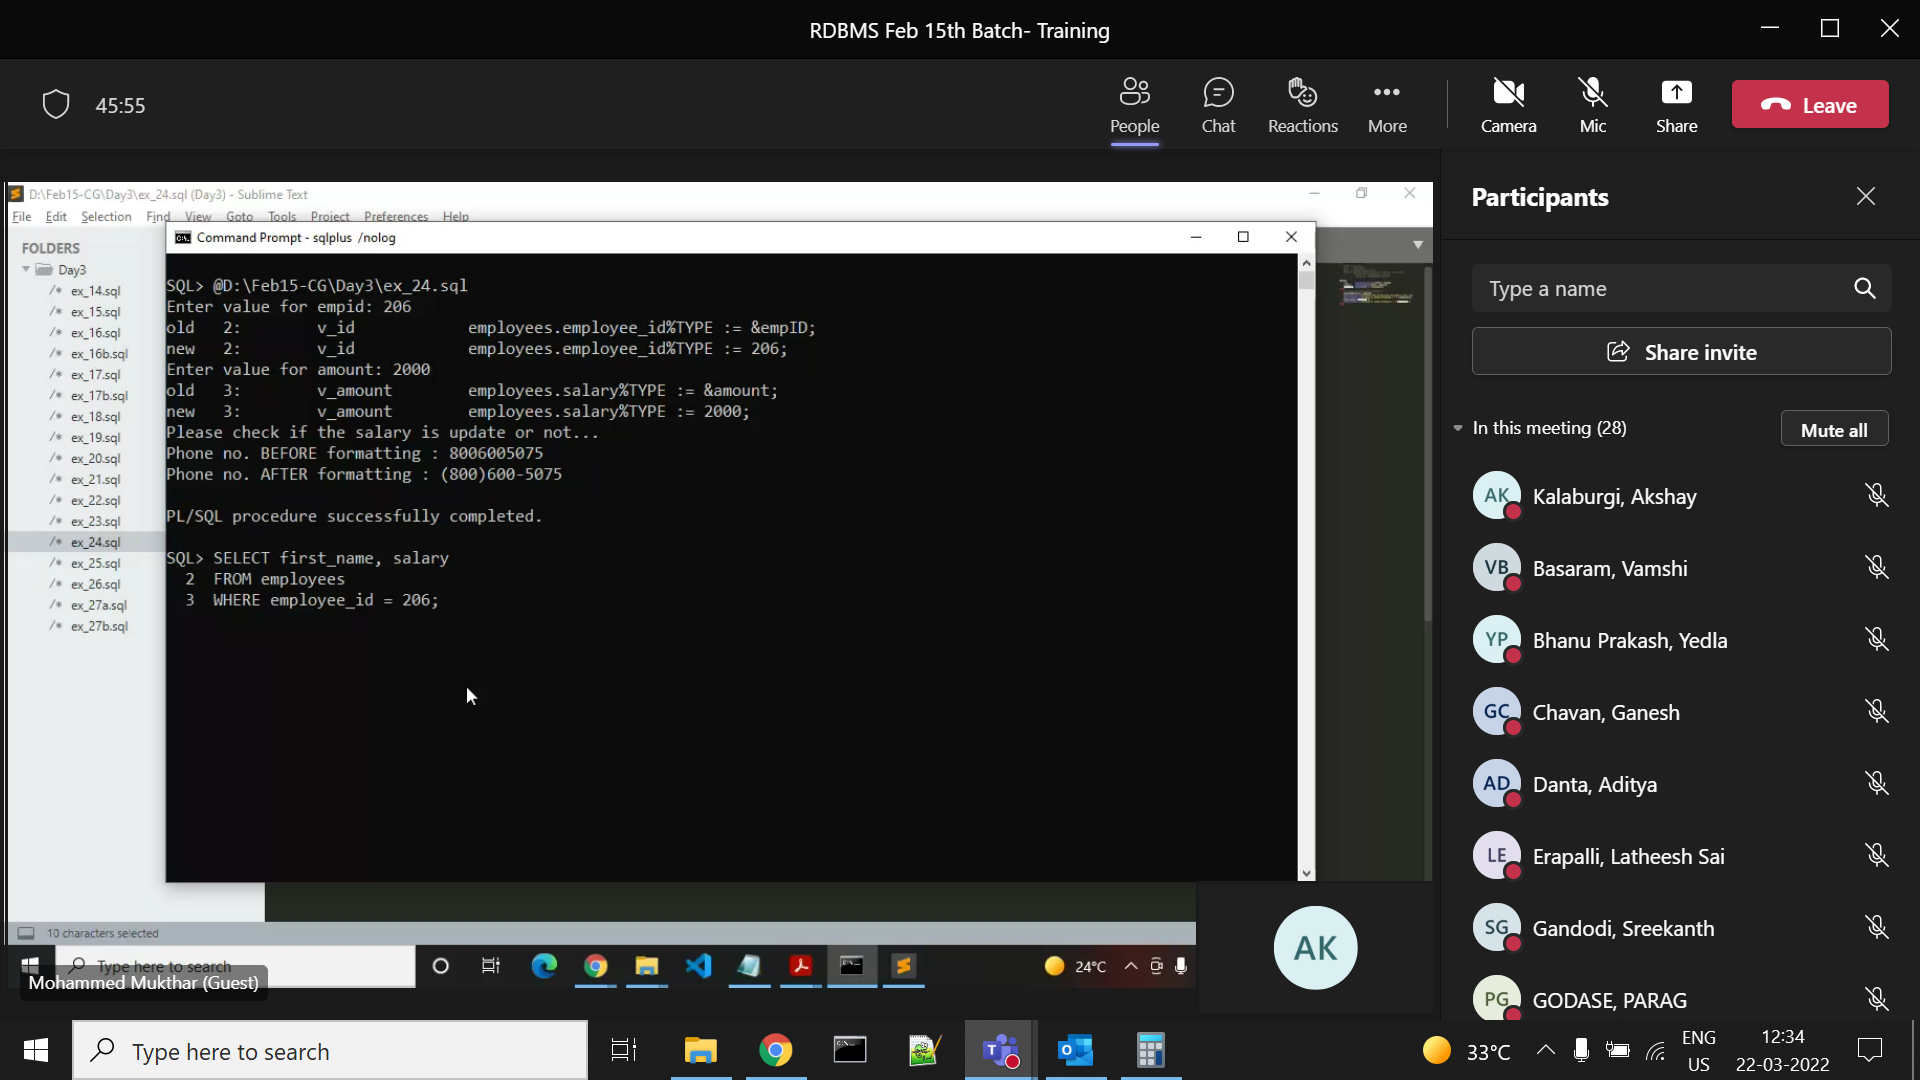 RDBMS Feb 15th Batch- Training
45:55
People
Chat
Reactions
More
Camera
Mic
Share
Leave
D:\Feb15-CG\Day3\ex_24.sql (Day3) - Sublime Text
File Edit Selection Find View Goto Tools Project Preferences Help
FOLDERS
Day3
/* ex_14.sql
/* ex_15.sql
/* ex_16.sql
/* ex_16b.sql
/* ex_17.sql
/* ex_17b.sql
/* ex_18.sql
/* ex_19.sql
/* ex_20.sql
/* ex_21.sql
/* ex_22.sql
/* ex_23.sql
/* ex_24.sql
/* ex_25.sql
/* ex_26.sql
/* ex_27a.sql
/* ex_27b.sql
Command Prompt - sqlplus /nolog
SQL> @D:\Feb15-CG\Day3\ex_24.sql
Enter value for empid: 206
old 2: v_id employees.employee_id%TYPE := &empID;
new 2: v_id employees.employee_id%TYPE := 206;
Enter value for amount: 2000
old 3: v_amount employees.salary%TYPE := &amount;
new 3: v_amount employees.salary%TYPE := 2000;
Please check if the salary is update or not...
Phone no. BEFORE formatting : 8006005075
Phone no. AFTER formatting : (800)600-5075
PL/SQL procedure successfully completed.
SQL> SELECT first_name, salary
2 FROM employees
3 WHERE employee_id = 206;
10 characters selected
Type here to search
24°C
Mohammed Mukthar (Guest)
AK
Participants
Type a name
Share invite
In this meeting (28)
Mute all
AK Kalaburgi, Akshay
VB Basaram, Vamshi
YP Bhanu Prakash, Yedla
GC Chavan, Ganesh
AD Danta, Aditya
LE Erapalli, Latheesh Sai
SG Gandodi, Sreekanth
PG GODASE, PARAG
Type here to search
33°C
ENG
US
12:34
22-03-2022